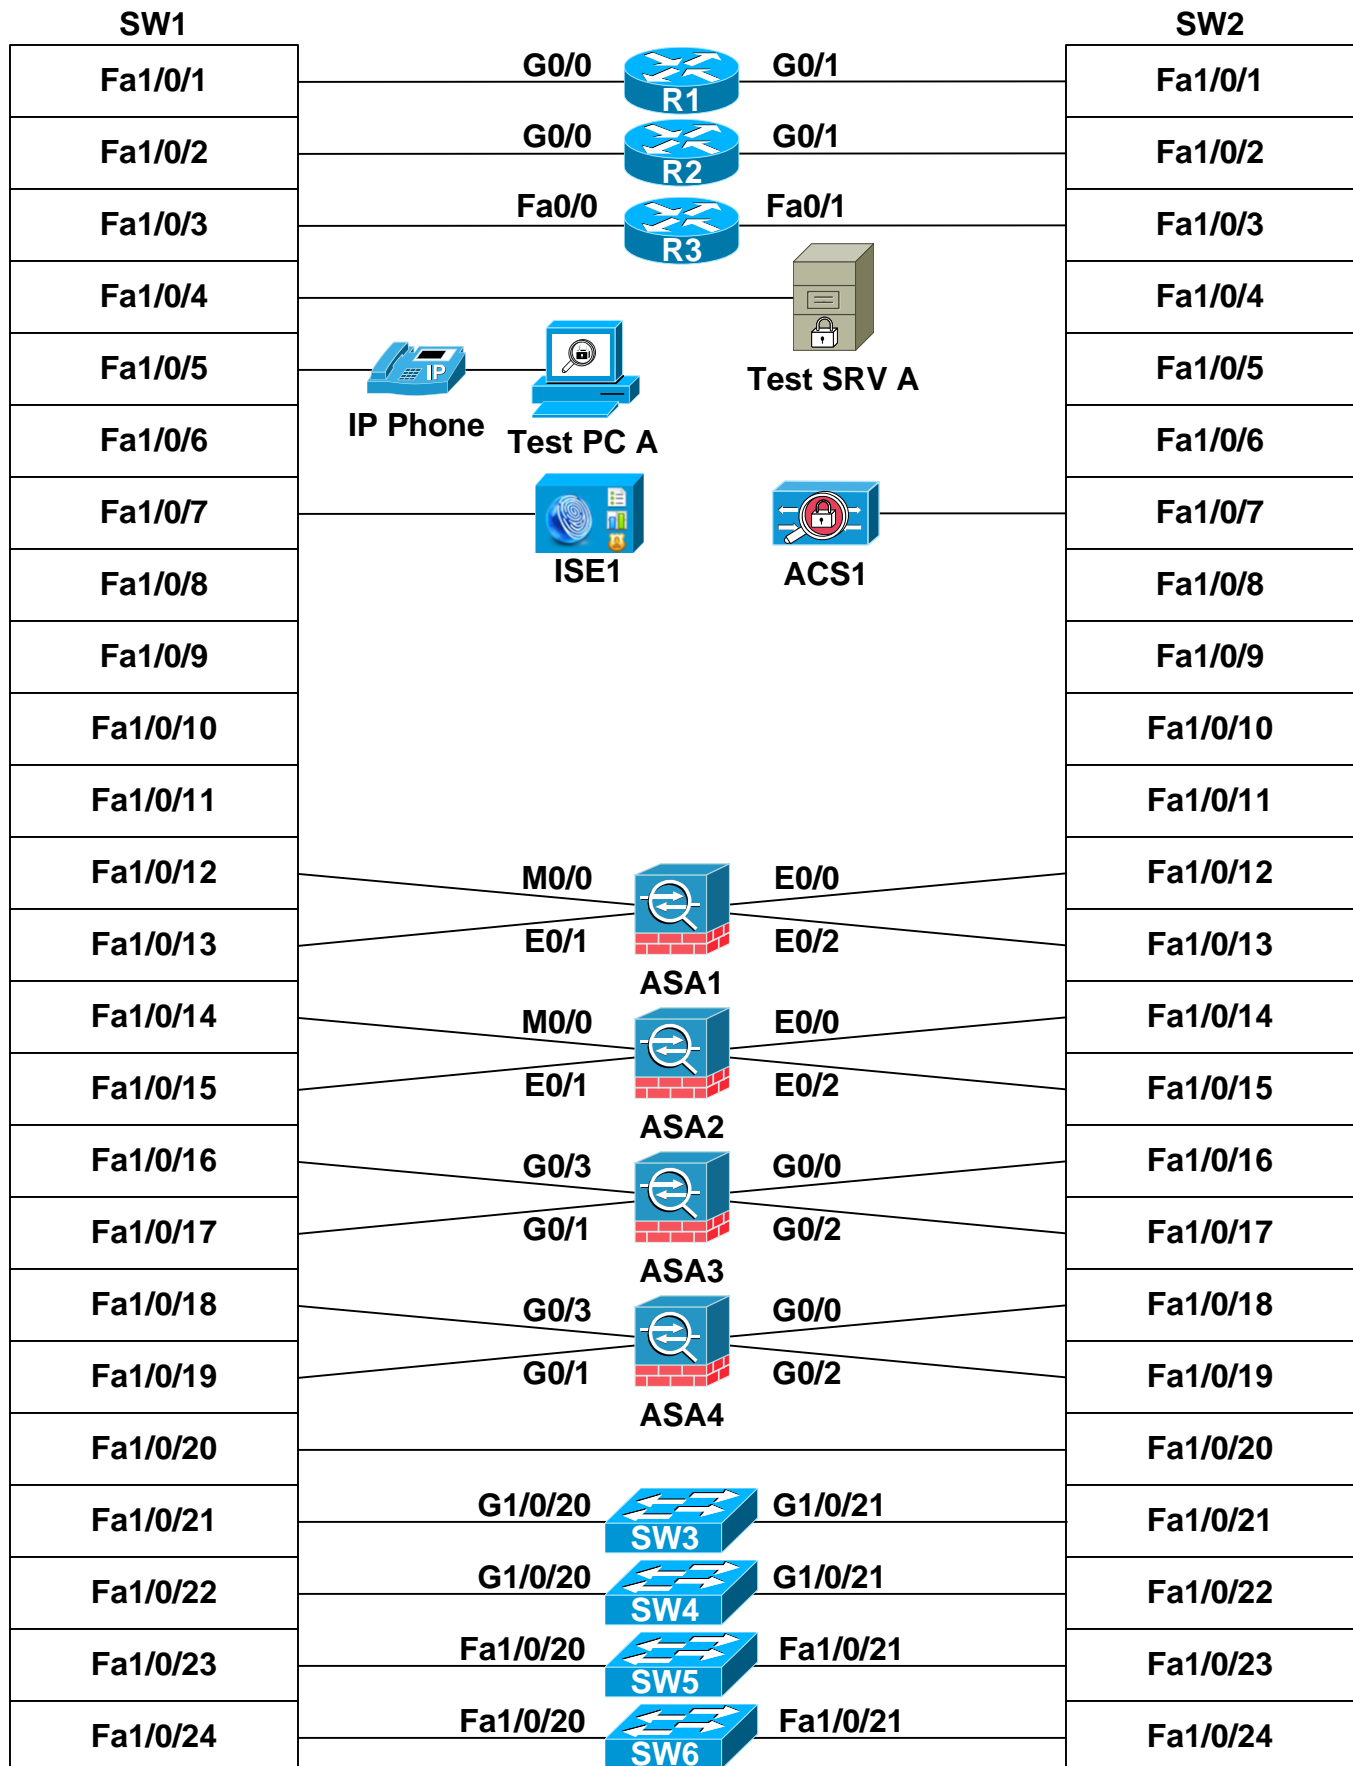 SW1 SW2
Fa1/0/1 G0/0 R1 G0/1 Fa1/0/1
Fa1/0/2 G0/0 R2 G0/1 Fa1/0/2
Fa1/0/3 Fa0/0 R3 Fa0/1 Fa1/0/3
Fa1/0/4 Fa1/0/4
Fa1/0/5 IP Test SRV A Fa1/0/5
IP Phone Test PC A
Fa1/0/6 Fa1/0/6
Fa1/0/7 Fa1/0/7
ISE1 ACS1
Fa1/0/8 Fa1/0/8
Fa1/0/9 Fa1/0/9
Fa1/0/10 Fa1/0/10
Fa1/0/11 Fa1/0/11
Fa1/0/12 M0/0 E0/0 Fa1/0/12
Fa1/0/13 E0/1 E0/2 Fa1/0/13
ASA1
Fa1/0/14 M0/0 E0/0 Fa1/0/14
Fa1/0/15 E0/1 E0/2 Fa1/0/15
ASA2
Fa1/0/16 G0/3 G0/0 Fa1/0/16
Fa1/0/17 G0/1 G0/2 Fa1/0/17
ASA3
Fa1/0/18 G0/3 G0/0 Fa1/0/18
Fa1/0/19 G0/1 G0/2 Fa1/0/19
ASA4
Fa1/0/20 Fa1/0/20
Fa1/0/21 G1/0/20 SW3 G1/0/21 Fa1/0/21
Fa1/0/22 G1/0/20 SW4 G1/0/21 Fa1/0/22
Fa1/0/23 Fa1/0/20 SW5 Fa1/0/21 Fa1/0/23
Fa1/0/24 Fa1/0/20 SW6 Fa1/0/21 Fa1/0/24